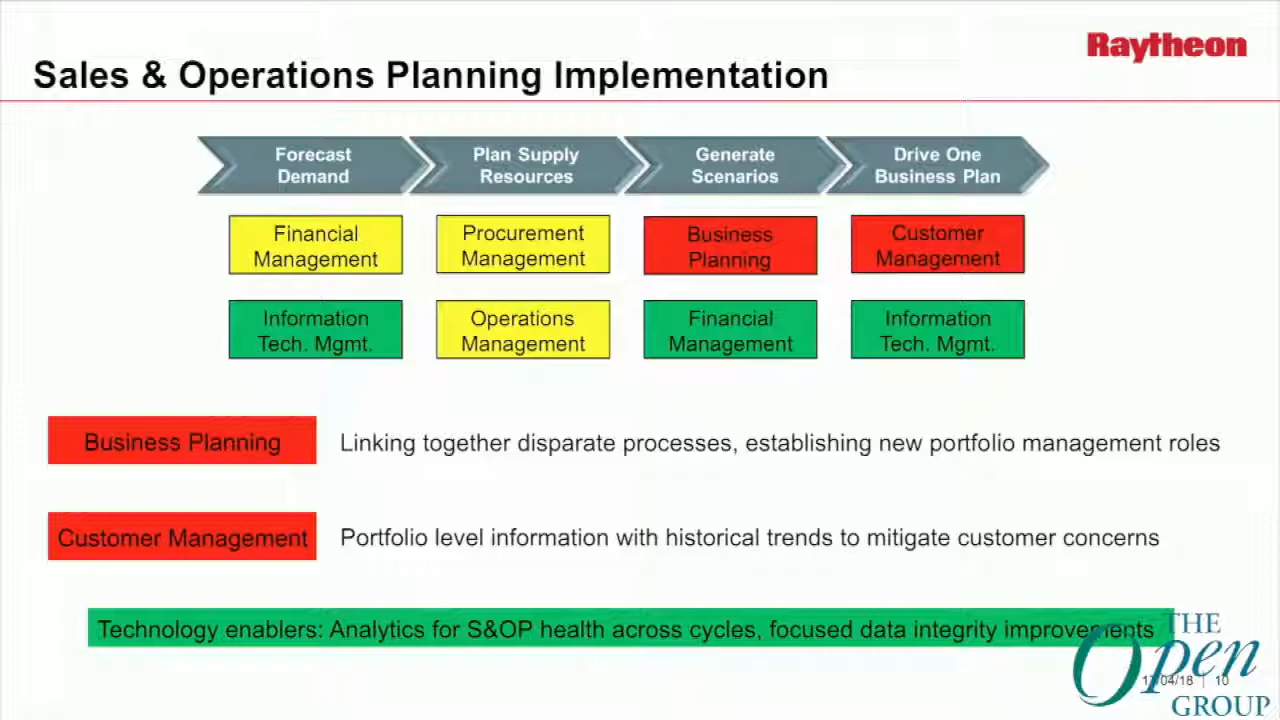 Raytheon
Sales & Operations Planning Implementation
Forecast
Demand
Plan Supply
Resources
Generate
Scenarios
Drive One
Business Plan
Financial
Management
Procurement
Management
Business
Planning
Customer
Management
Information
Tech. Mgmt.
Operations
Management
Financial
Management
Information
Tech. Mgmt.
Business Planning
Linking together disparate processes, establishing new portfolio management roles
Customer Management
Portfolio level information with historical trends to mitigate customer concerns
Technology enablers: Analytics for S&OP health across cycles, focused data integrity improvements
THE
Open
GROUP
10